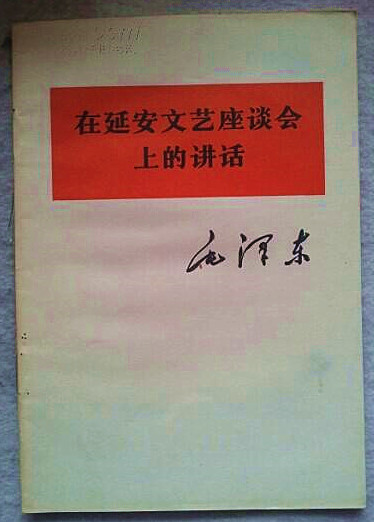 在延安文艺座谈会
上的讲话
毛泽东